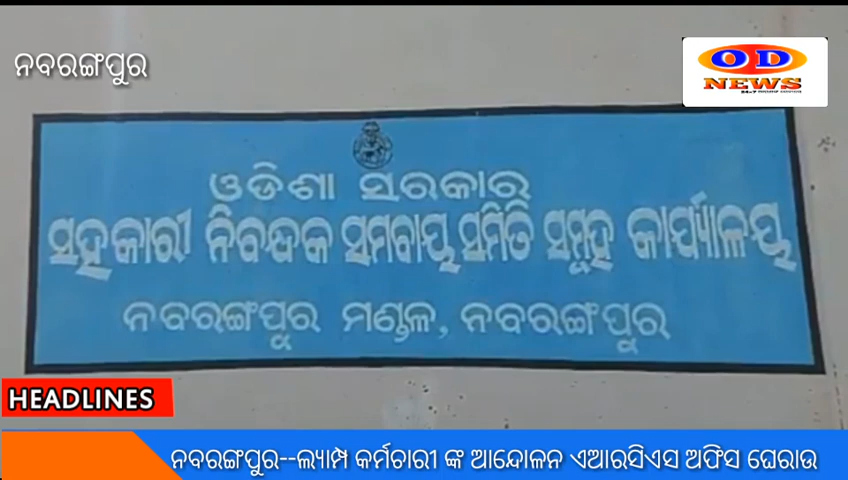 ନବରଙ୍ଗପୁର
OD
NEWS
ଓଡିଶା ସରକାର
ସହକାରୀ ନିବନ୍ଧକ ସମବାୟ ସମିତି ସମୂହ କାର୍ଯ୍ୟାଳୟ
ନବରଙ୍ଗପୁର ମଣ୍ଡଳ, ନବରଙ୍ଗପୁର
HEADLINES
ନବରଙ୍ଗପୁର--ଲ୍ୟାମ୍ପ କର୍ମଚାରୀ ଙ୍କ ଆନ୍ଦୋଳନ ଏଆରସିଏସ ଅଫିସ ଘେରାଉ